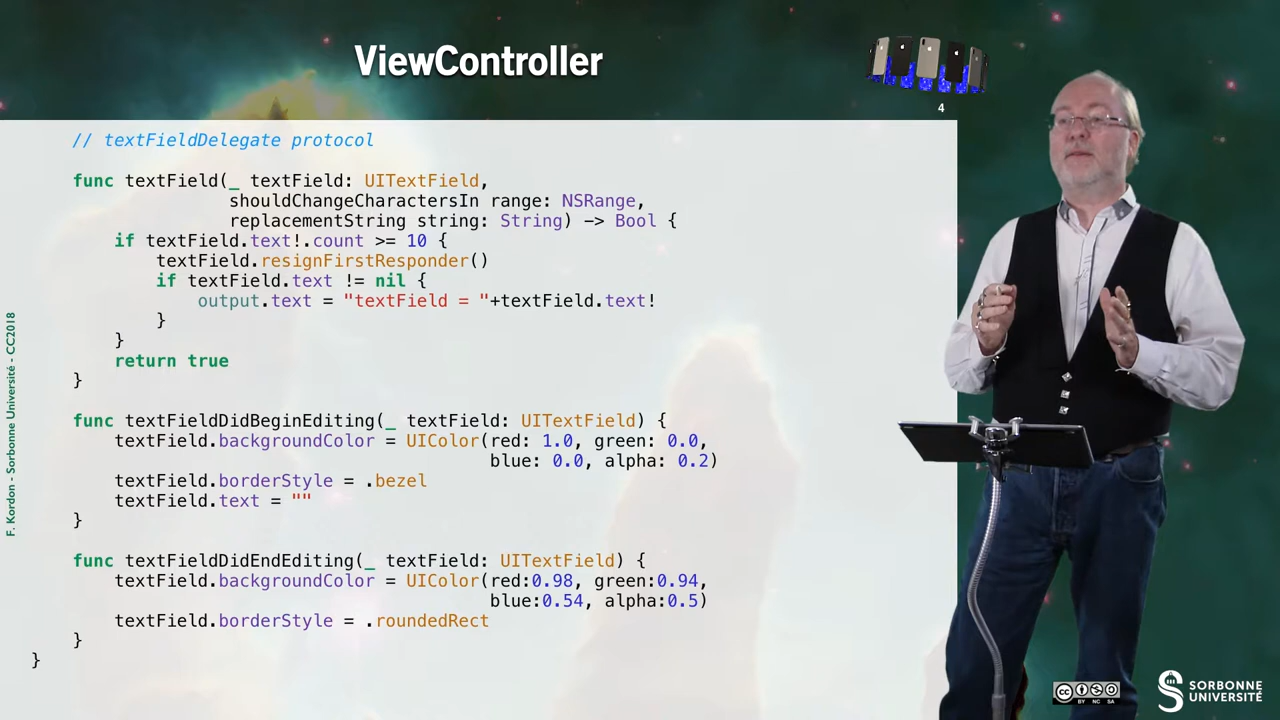 ViewController
4
// textFieldDelegate protocol
func textField(_ textField: UITextField,
shouldChangeCharactersIn range: NSRange,
replacementString string: String) -> Bool {
if textField.text!.count >= 10 {
textField.resignFirstResponder()
if textField.text != nil {
output.text = "textField = "+textField.text!
}
}
return true
}
func textFieldDidBeginEditing(_ textField: UITextField) {
textField.backgroundColor = UIColor(red: 1.0, green: 0.0,
blue: 0.0, alpha: 0.2)
textField.borderStyle = .bezel
textField.text = ""
}
func textFieldDidEndEditing(_ textField: UITextField) {
textField.backgroundColor = UIColor(red:0.98, green:0.94,
blue:0.54, alpha:0.5)
textField.borderStyle = .roundedRect
}
}
F. Kordon - Sorbonne Université - CC2018
CC BY NC SA
SORBONNE
UNIVERSITÉ